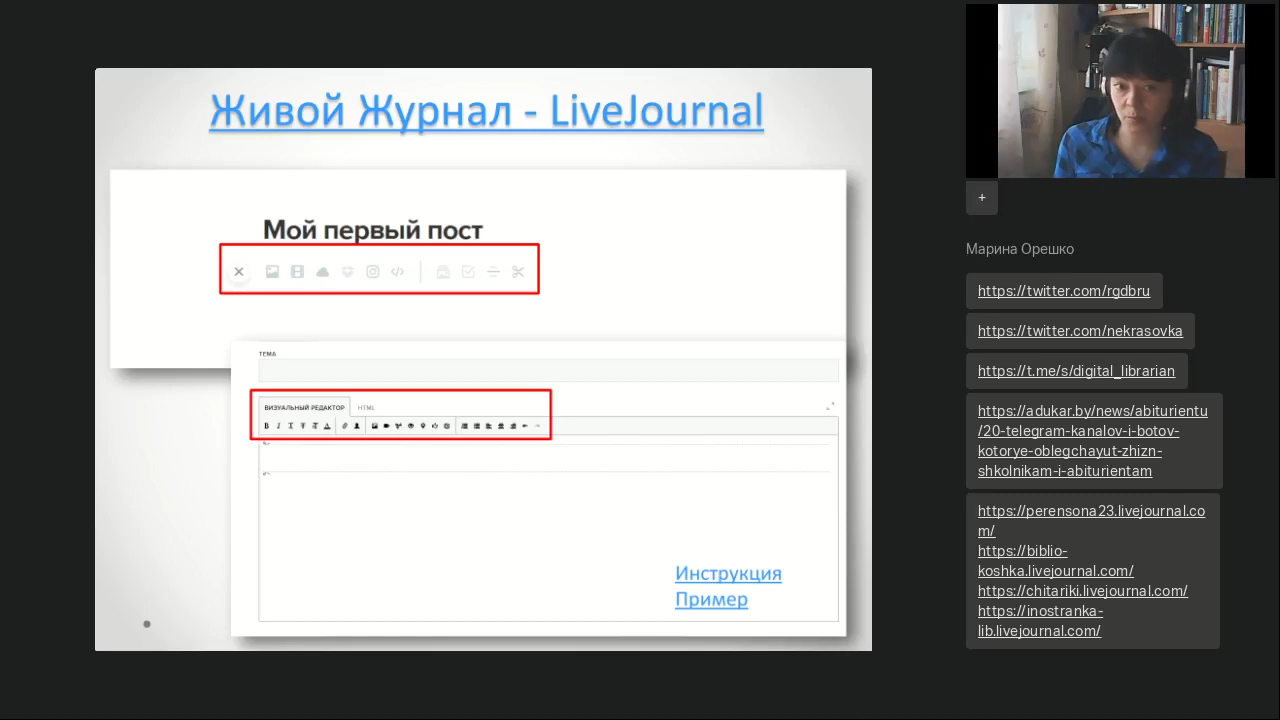 Живой Журнал - LiveJournal
Мой первый пост
ТЕМА
ВИЗУАЛЬНЫЙ РЕДАКТОР HTML
Инструкция
Пример
+
Марина Орешко
https://twitter.com/rgdbru
https://twitter.com/nekrasovka
https://t.me/s/digital_librarian
https://adukar.by/news/abiturientu
/20-telegram-kanalov-i-botov-
kotorye-oblegchayut-zhizn-
shkolnikam-i-abiturientam
https://perensona23.livejournal.co
m/
https://biblio-
koshka.livejournal.com/
https://chitariki.livejournal.com/
https://inostranka-
lib.livejournal.com/